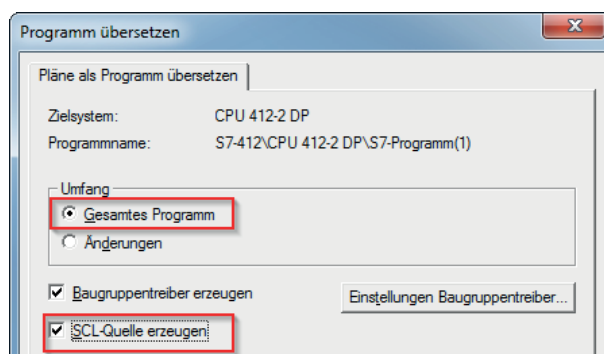 Programm übersetzen
Pläne als Programm übersetzen
Zielsystem: CPU 412-2 DP
Programmname: S7-412\CPU 412-2 DP\S7-Programm(1)
Umfang
Gesamtes Programm
Änderungen
Baugruppentreiber erzeugen Einstellungen Baugruppentreiber...
SCL-Quelle erzeugen